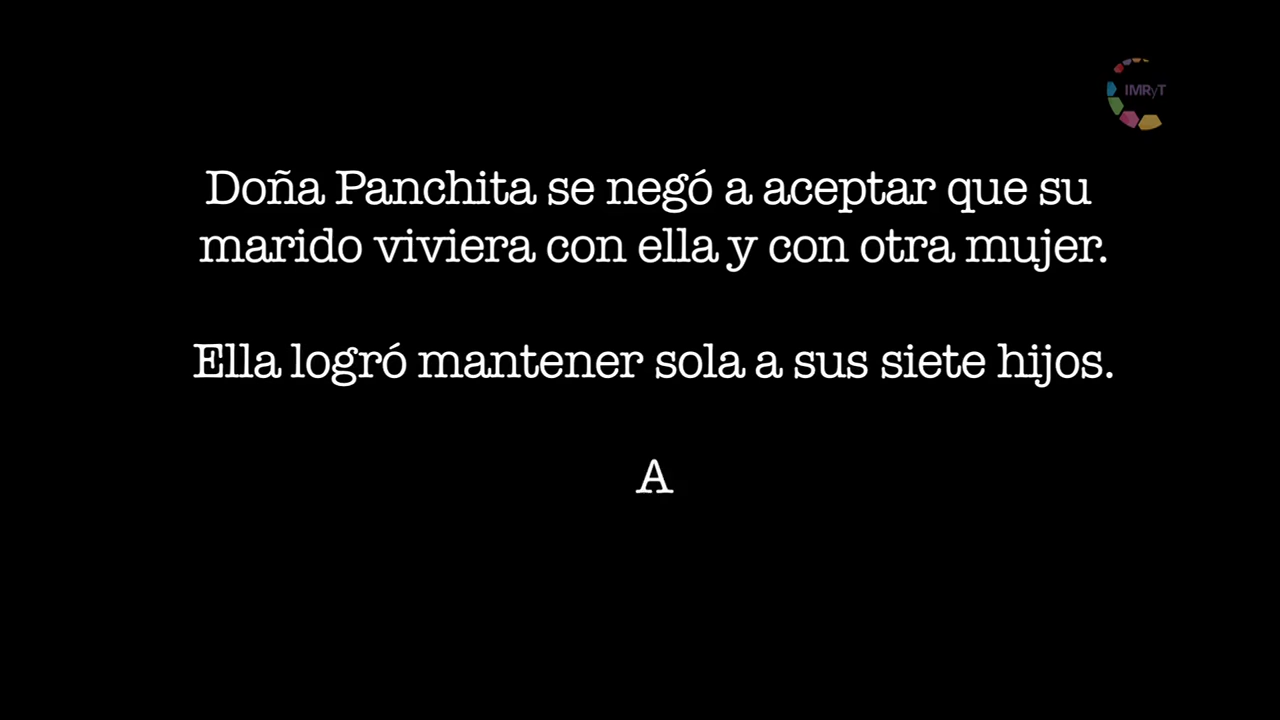 IMRyT
Doña Panchita se negó a aceptar que su
marido viviera con ella y con otra mujer.
Ella logró mantener sola a sus siete hijos.
A